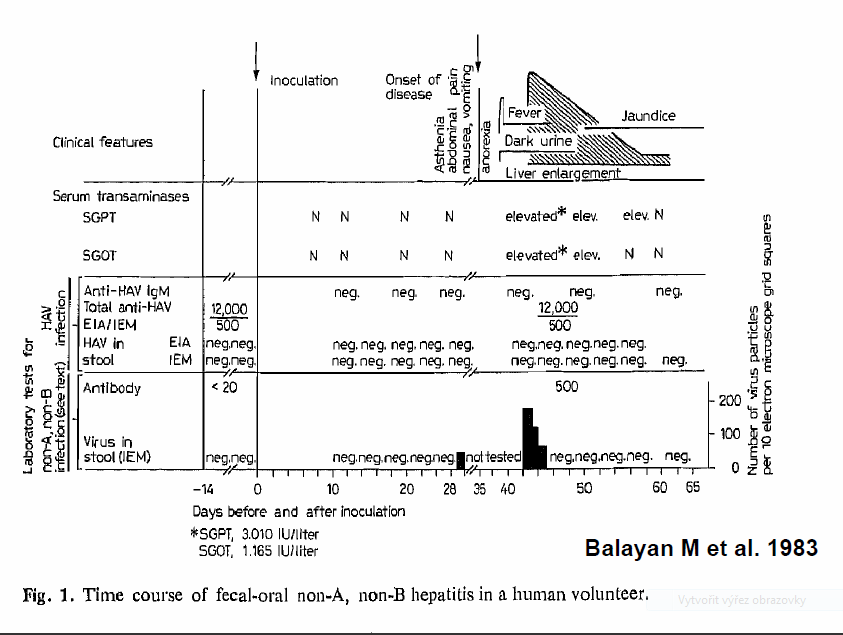 Inoculation
Onset of
disease
Asthenia
abdominal pain
nausea, vomiting
anorexia
Fever
Jaundice
Dark urine
Liver enlargement
Clinical features
Serum transaminases
SGPT N N N N elevated* elev. elev. N
SGOT N N N N elevated* elev. N N
Laboratory tests for
HAV
infection
non-A, non-B
infection (see text)
Anti-HAV IgM neg. neg. neg. neg. neg. neg.
Total anti-HAV 12,000 12,000
EIA/IEM 500 500
HAV in EIA neg.neg. neg. neg. neg. neg. neg. neg.neg. neg.neg.neg.
stool IEM neg.neg. neg. neg. neg. neg. neg. neg.neg. neg.neg.neg. neg.
Antibody < 20 500
Virus in
stool (IEM) neg.neg. neg.neg.neg.neg.neg. not tested neg.neg.neg.neg. neg.
200
100
0
Number of virus particles
per 10 electron microscope grid squares
-14 0 10 20 28 35 40 50 60 65
Days before and after inoculation
*SGPT, 3.010 IU/liter
SGOT, 1.165 IU/liter
Balayan M et al. 1983
Fig. 1. Time course of fecal-oral non-A, non-B hepatitis in a human volunteer.
Vytvořit výřez obrazovky